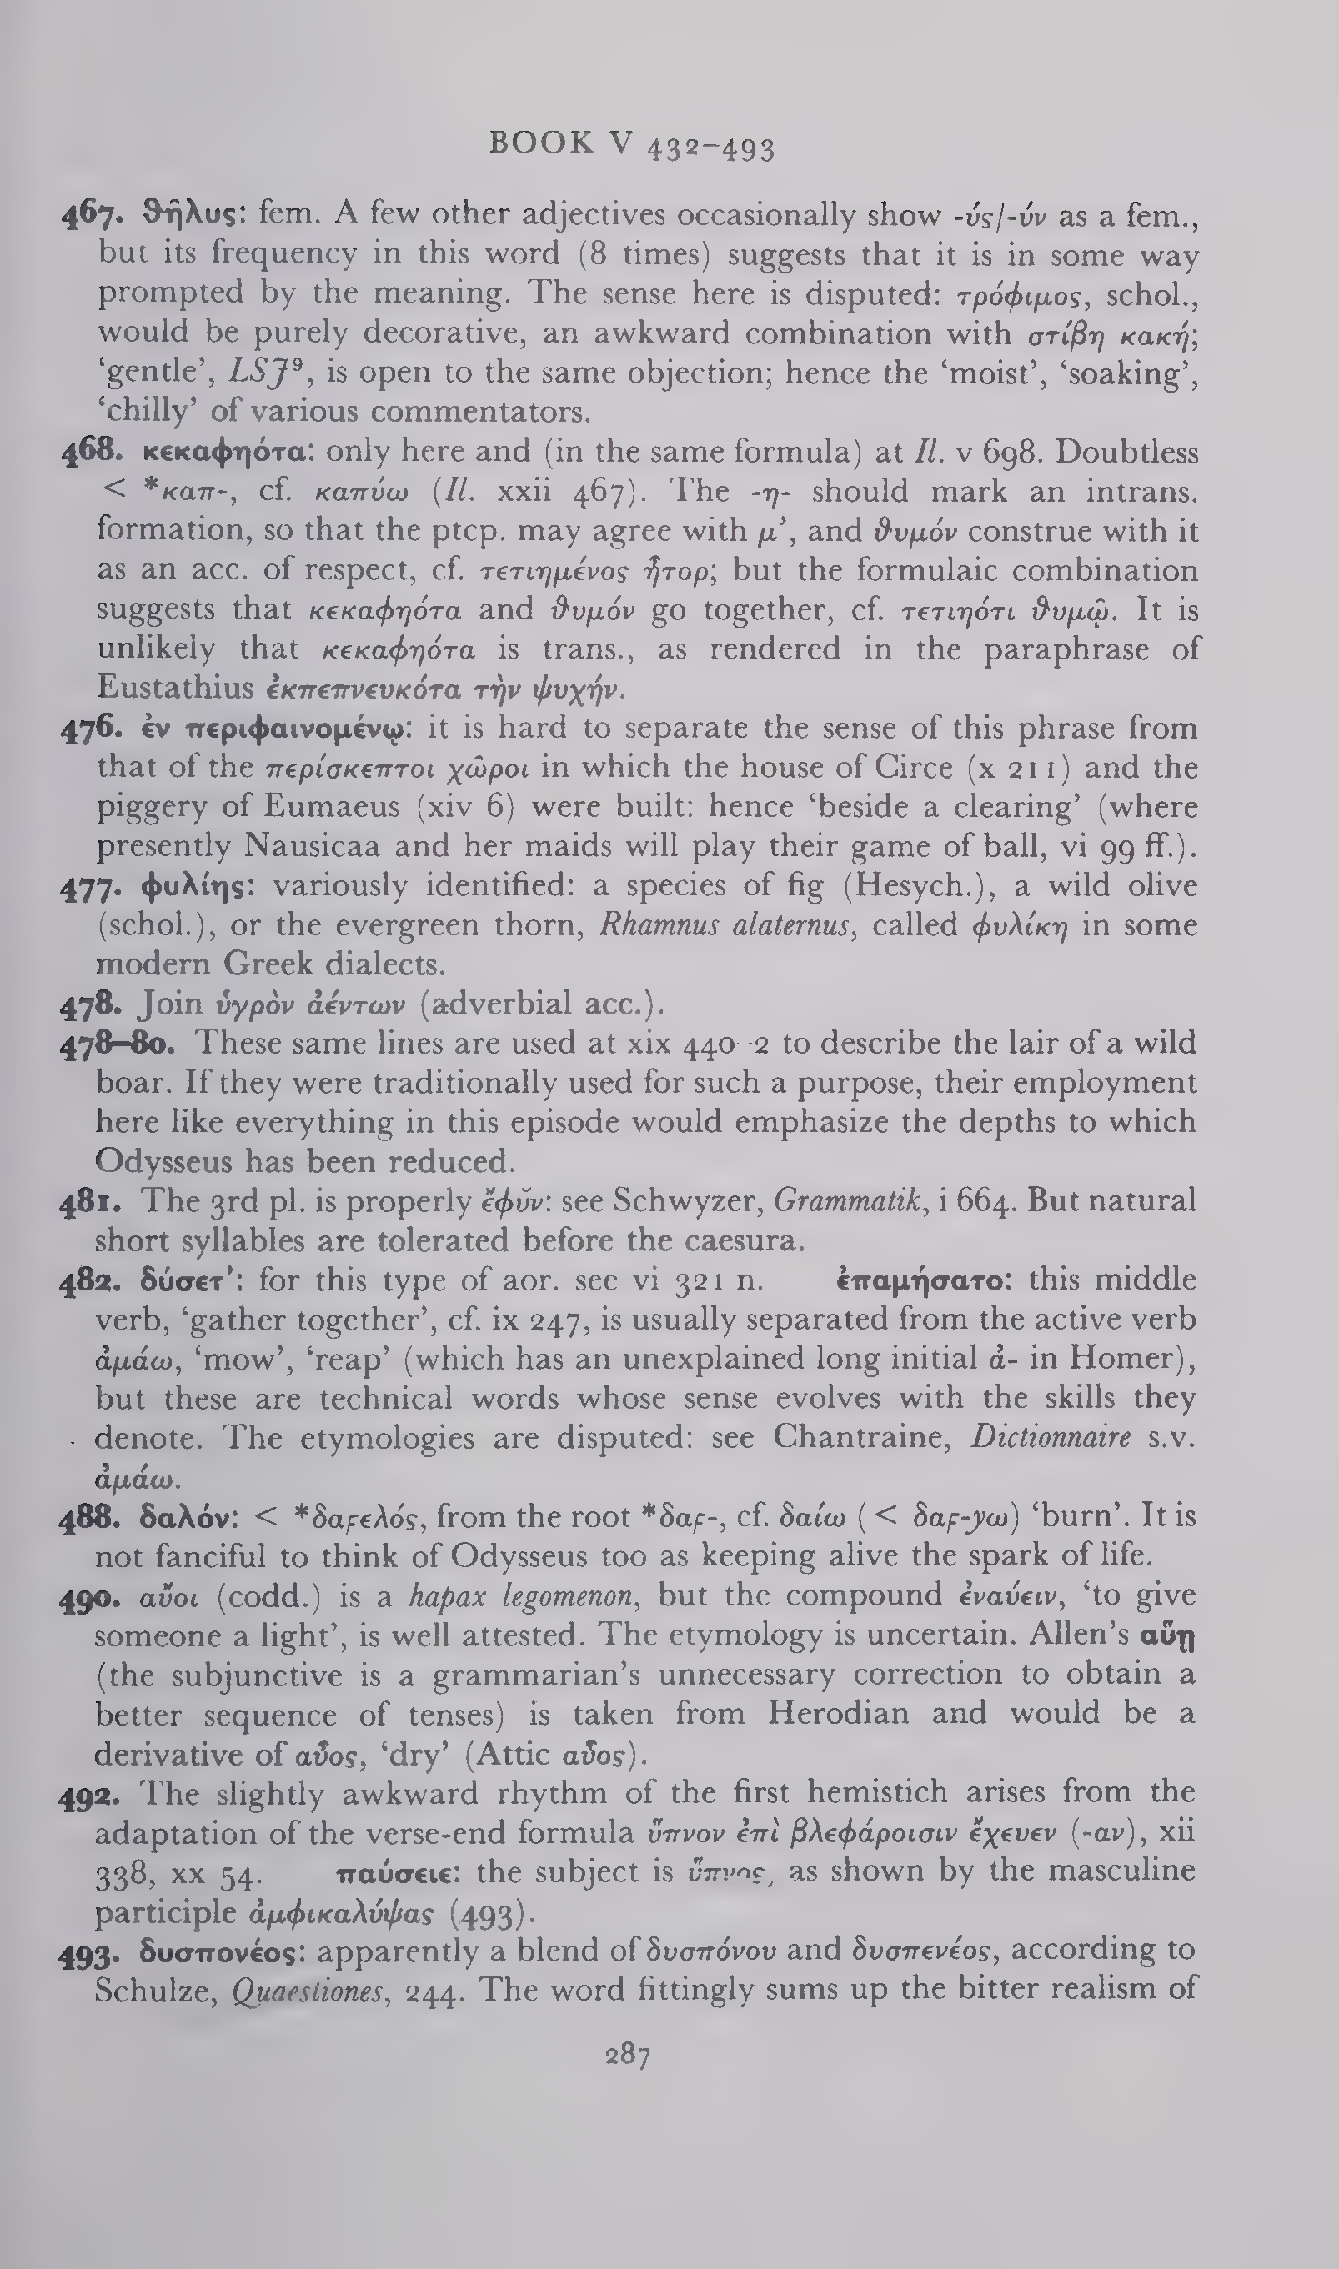 BOOK V 432–493
467. ϑῆλυς: fem. A few other adjectives occasionally show -ύς/-ύν as a fem.,
but its frequency in this word (8 times) suggests that it is in some way
prompted by the meaning. The sense here is disputed: τρόφιμος, schol.,
would be purely decorative, an awkward combination with στίβη κακή;
‘gentle’, LSJ⁹, is open to the same objection; hence the ‘moist’, ‘soaking’,
‘chilly’ of various commentators.
468. κεκαφηότα: only here and (in the same formula) at Il. v 698. Doubtless
< *καπ-, cf. καπύω (Il. xxii 467). The -η- should mark an intrans.
formation, so that the ptcp. may agree with μ’, and ϑυμόν construe with it
as an acc. of respect, cf. τετιημένος ἦτορ; but the formulaic combination
suggests that κεκαφηότα and ϑυμόν go together, cf. τετιηότι ϑυμῷ. It is
unlikely that κεκαφηότα is trans., as rendered in the paraphrase of
Eustathius ἐκπεπνευκότα τὴν ψυχήν.
476. ἐν περιφαινομένῳ: it is hard to separate the sense of this phrase from
that of the περίσκεπτοι χῶροι in which the house of Circe (x 211) and the
piggery of Eumaeus (xiv 6) were built: hence ‘beside a clearing’ (where
presently Nausicaa and her maids will play their game of ball, vi 99 ff.).
477. φυλίης: variously identified: a species of fig (Hesych.), a wild olive
(schol.), or the evergreen thorn, Rhamnus alaternus, called φυλίκη in some
modern Greek dialects.
478. Join ὑγρὸν ἀέντων (adverbial acc.).
478–80. These same lines are used at xix 440–2 to describe the lair of a wild
boar. If they were traditionally used for such a purpose, their employment
here like everything in this episode would emphasize the depths to which
Odysseus has been reduced.
481. The 3rd pl. is properly ἔφῡν: see Schwyzer, Grammatik, i 664. But natural
short syllables are tolerated before the caesura.
482. δύσετ’: for this type of aor. see vi 321 n. ἐπαμήσατο: this middle
verb, ‘gather together’, cf. ix 247, is usually separated from the active verb
ἀμάω, ‘mow’, ‘reap’ (which has an unexplained long initial ἀ- in Homer),
but these are technical words whose sense evolves with the skills they
denote. The etymologies are disputed: see Chantraine, Dictionnaire s.v.
ἀμάω.
488. δαλόν: < *δαϝελός, from the root *δαϝ-, cf. δαίω (< δαϝ-yω) ‘burn’. It is
not fanciful to think of Odysseus too as keeping alive the spark of life.
490. αὔοι (codd.) is a hapax legomenon, but the compound ἐναύειν, ‘to give
someone a light’, is well attested. The etymology is uncertain. Allen’s αὕῃ
(the subjunctive is a grammarian’s unnecessary correction to obtain a
better sequence of tenses) is taken from Herodian and would be a
derivative of αὖος, ‘dry’ (Attic αὗος).
492. The slightly awkward rhythm of the first hemistich arises from the
adaptation of the verse-end formula ὕπνον ἐπὶ βλεφάροισιν ἔχευεν (-αν), xii
338, xx 54. παύσειε: the subject is ὕπνος, as shown by the masculine
participle ἀμφικαλύψας (493).
493. δυσπονέος: apparently a blend of δυσπόνου and δυσπενέος, according to
Schulze, Quaestiones, 244. The word fittingly sums up the bitter realism of
287